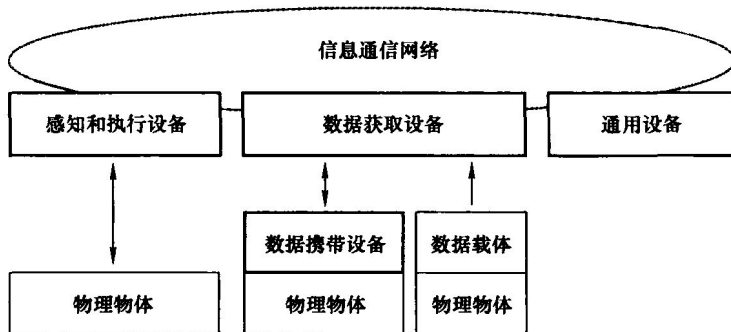 信息通信网络
感知和执行设备
数据获取设备
通用设备
数据携带设备
数据载体
物理物体
物理物体
物理物体